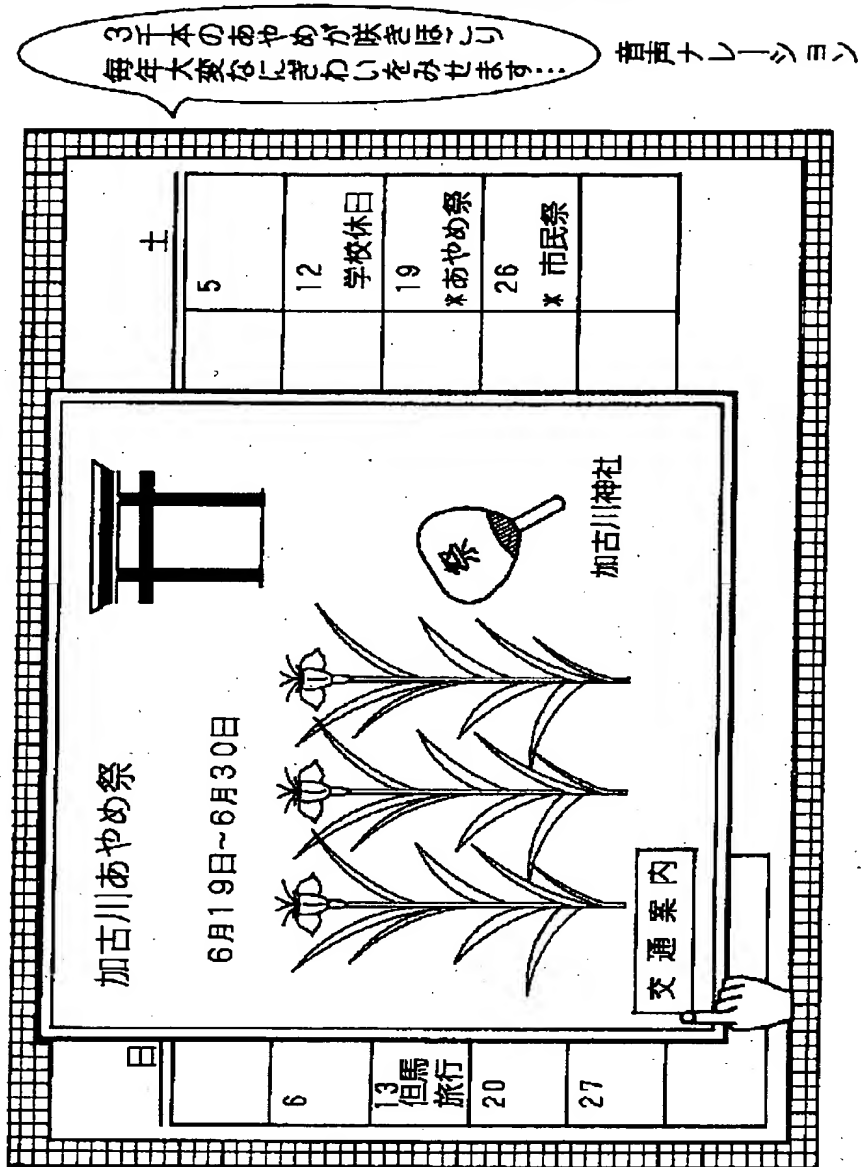 3千本のあやめが咲きほこり
毎年大変なにぎわいをみせます…
音声ナレーション
日
土
5
6
12
学校休日
13
但馬
旅行
19
*あやめ祭
20
26
* 市民祭
27
加古川あやめ祭
6月19日~6月30日
祭
加古川神社
交通案内